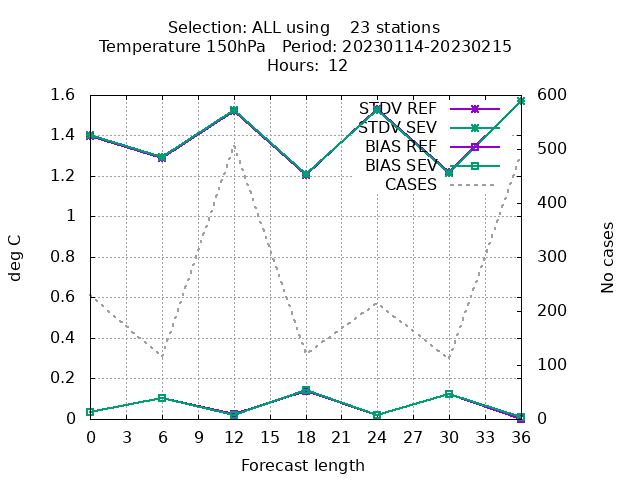 Selection: ALL using    23 stations
Temperature 150hPa   Period: 20230114-20230215
Hours: 12
1.6
1.4
1.2
1
0.8
0.6
0.4
0.2
0
deg C
600
500
400
300
200
100
0
No cases
STDV REF
STDV SEV
BIAS REF
BIAS SEV
CASES
0 3 6 9 12 15 18 21 24 27 30 33 36
Forecast length